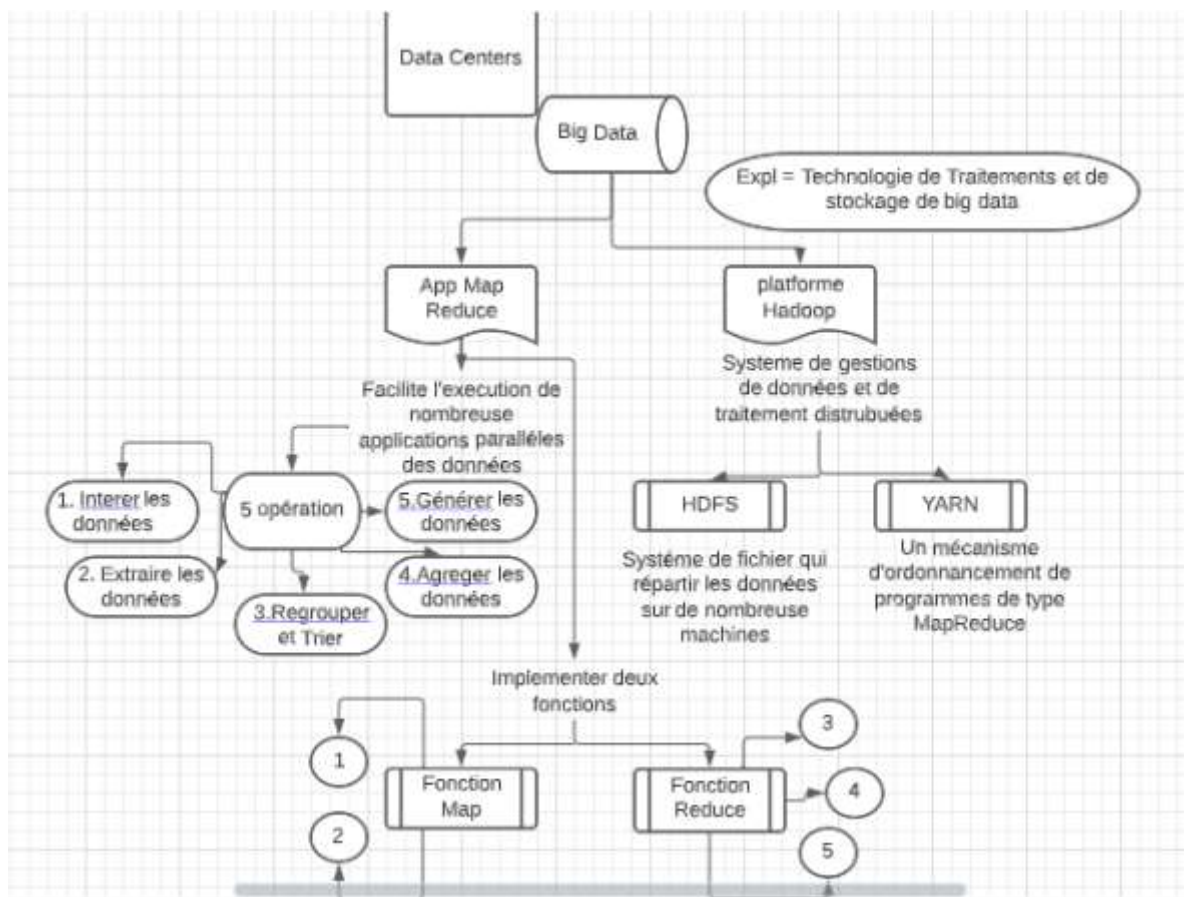 Data Centers
Big Data
Expl = Technologie de Traitements et de
stockage de big data
App Map
Reduce
platforme
Hadoop
Facilite l'execution de
nombreuse
applications paralléles
des données
Systeme de gestions
de données et de
traitement distrubuées
1. Interer les
données
5 opération
5.Générer les
données
2. Extraire les
données
3.Regrouper
et Trier
4.Agreger les
données
HDFS
YARN
Systéme de fichier qui
répartir les données
sur de nombreuse
machines
Un mécanisme
d'ordonnancement de
programmes de type
MapReduce
Implementer deux
fonctions
1
2
Fonction
Map
Fonction
Reduce
3
4
5